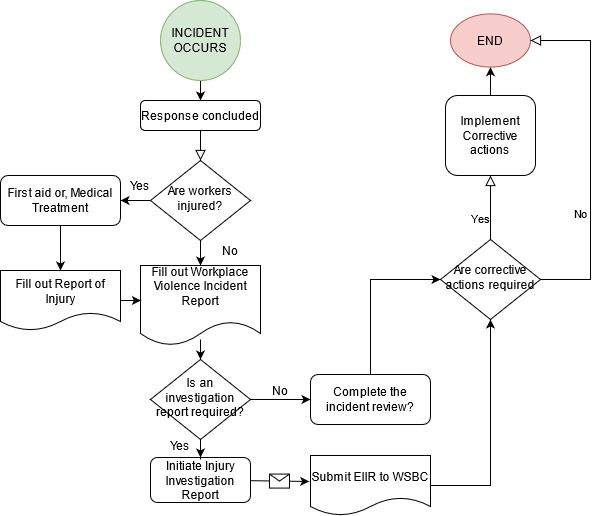 INCIDENT
OCCURS
END
Response concluded
Implement
Corrective
actions
Are workers
injured?
Yes
First aid or, Medical
Treatment
No
Yes
No
Fill out Report of
Injury
Fill out Workplace
Violence Incident
Report
Are corrective
actions required
Is an
investigation
report required?
No
Complete the
incident review?
Yes
Initiate Injury
Investigation
Report
Submit EIIR to WSBC